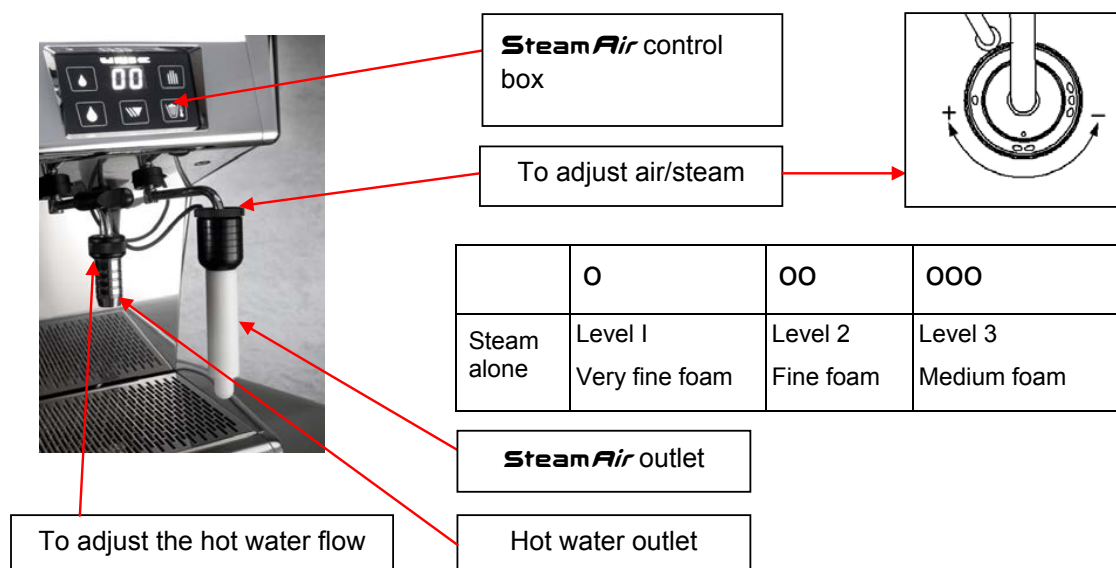 SteamAir control
box
00
To adjust air/steam
+ −
O OO OOO
Steam
alone
Level I
Very fine foam
Level 2
Fine foam
Level 3
Medium foam
SteamAir outlet
To adjust the hot water flow
Hot water outlet